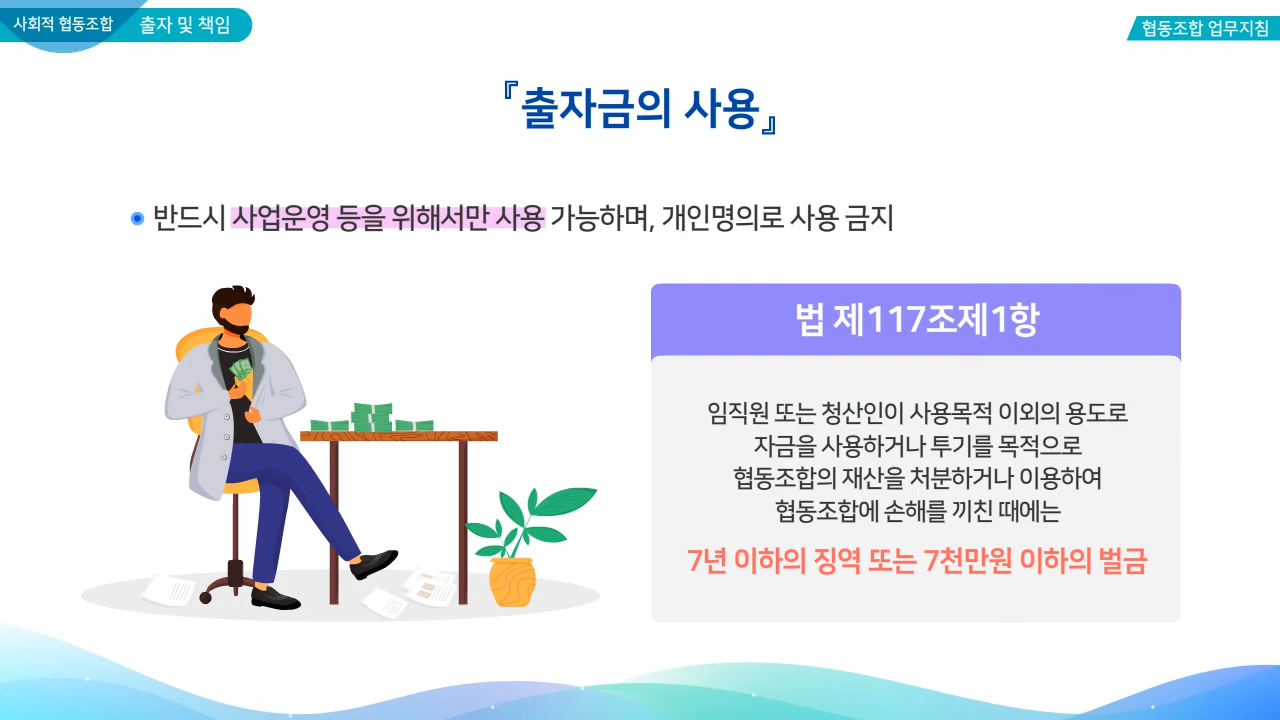 사회적 협동조합
출자 및 책임
협동조합 업무지침
『출자금의 사용』
반드시 사업운영 등을 위해서만 사용 가능하며, 개인명의로 사용 금지
법 제117조제1항
임직원 또는 청산인이 사용목적 이외의 용도로
자금을 사용하거나 투기를 목적으로
협동조합의 재산을 처분하거나 이용하여
협동조합에 손해를 끼친 때에는
7년 이하의 징역 또는 7천만원 이하의 벌금